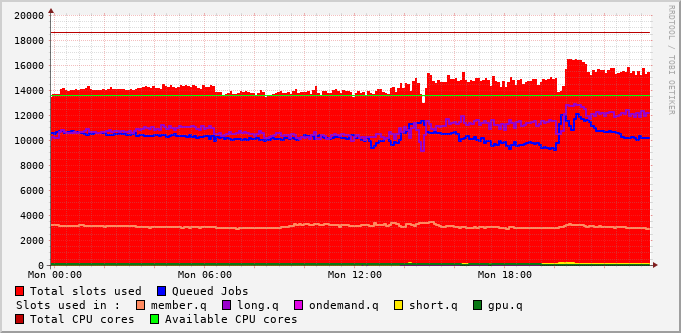 20000
18000
16000
14000
12000
10000
8000
6000
4000
2000
0
Mon 00:00 Mon 06:00 Mon 12:00 Mon 18:00
Total slots used Queued Jobs
Slots used in : member.q long.q ondemand.q short.q gpu.q
Total CPU cores Available CPU cores
RRDTOOL / TOBI OETIKER